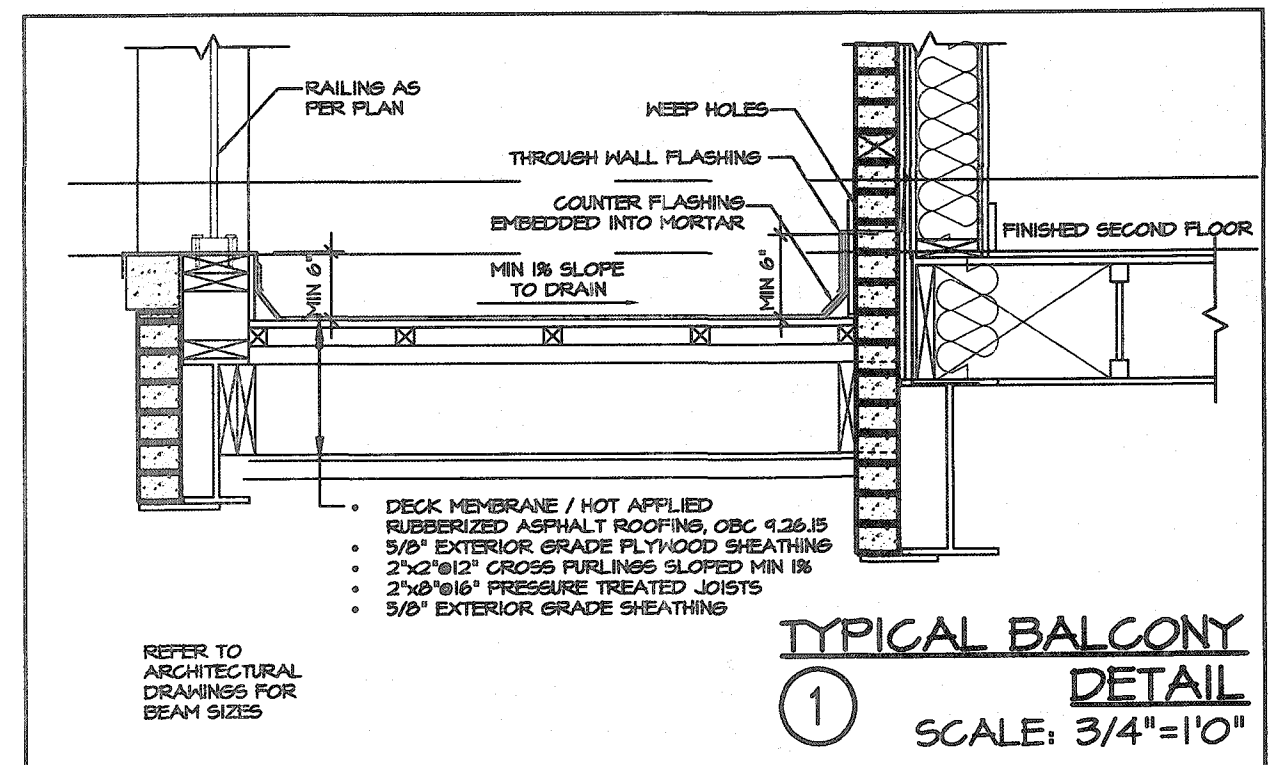 RAILING AS
PER PLAN
WEEP HOLES
THROUGH WALL FLASHING
COUNTER FLASHING
EMBEDDED INTO MORTAR
FINISHED SECOND FLOOR
MIN 6"
MIN 1% SLOPE
TO DRAIN
MIN 6"
• DECK MEMBRANE / HOT APPLIED
RUBBERIZED ASPHALT ROOFING, OBC 9.26.15
• 5/8" EXTERIOR GRADE PLYWOOD SHEATHING
• 2"x2"@12" CROSS PURLINGS SLOPED MIN 1%
• 2"x8"@16" PRESSURE TREATED JOISTS
• 5/8" EXTERIOR GRADE SHEATHING
REFER TO
ARCHITECTURAL
DRAWINGS FOR
BEAM SIZES
TYPICAL BALCONY
DETAIL
1
SCALE: 3/4"=1'0"